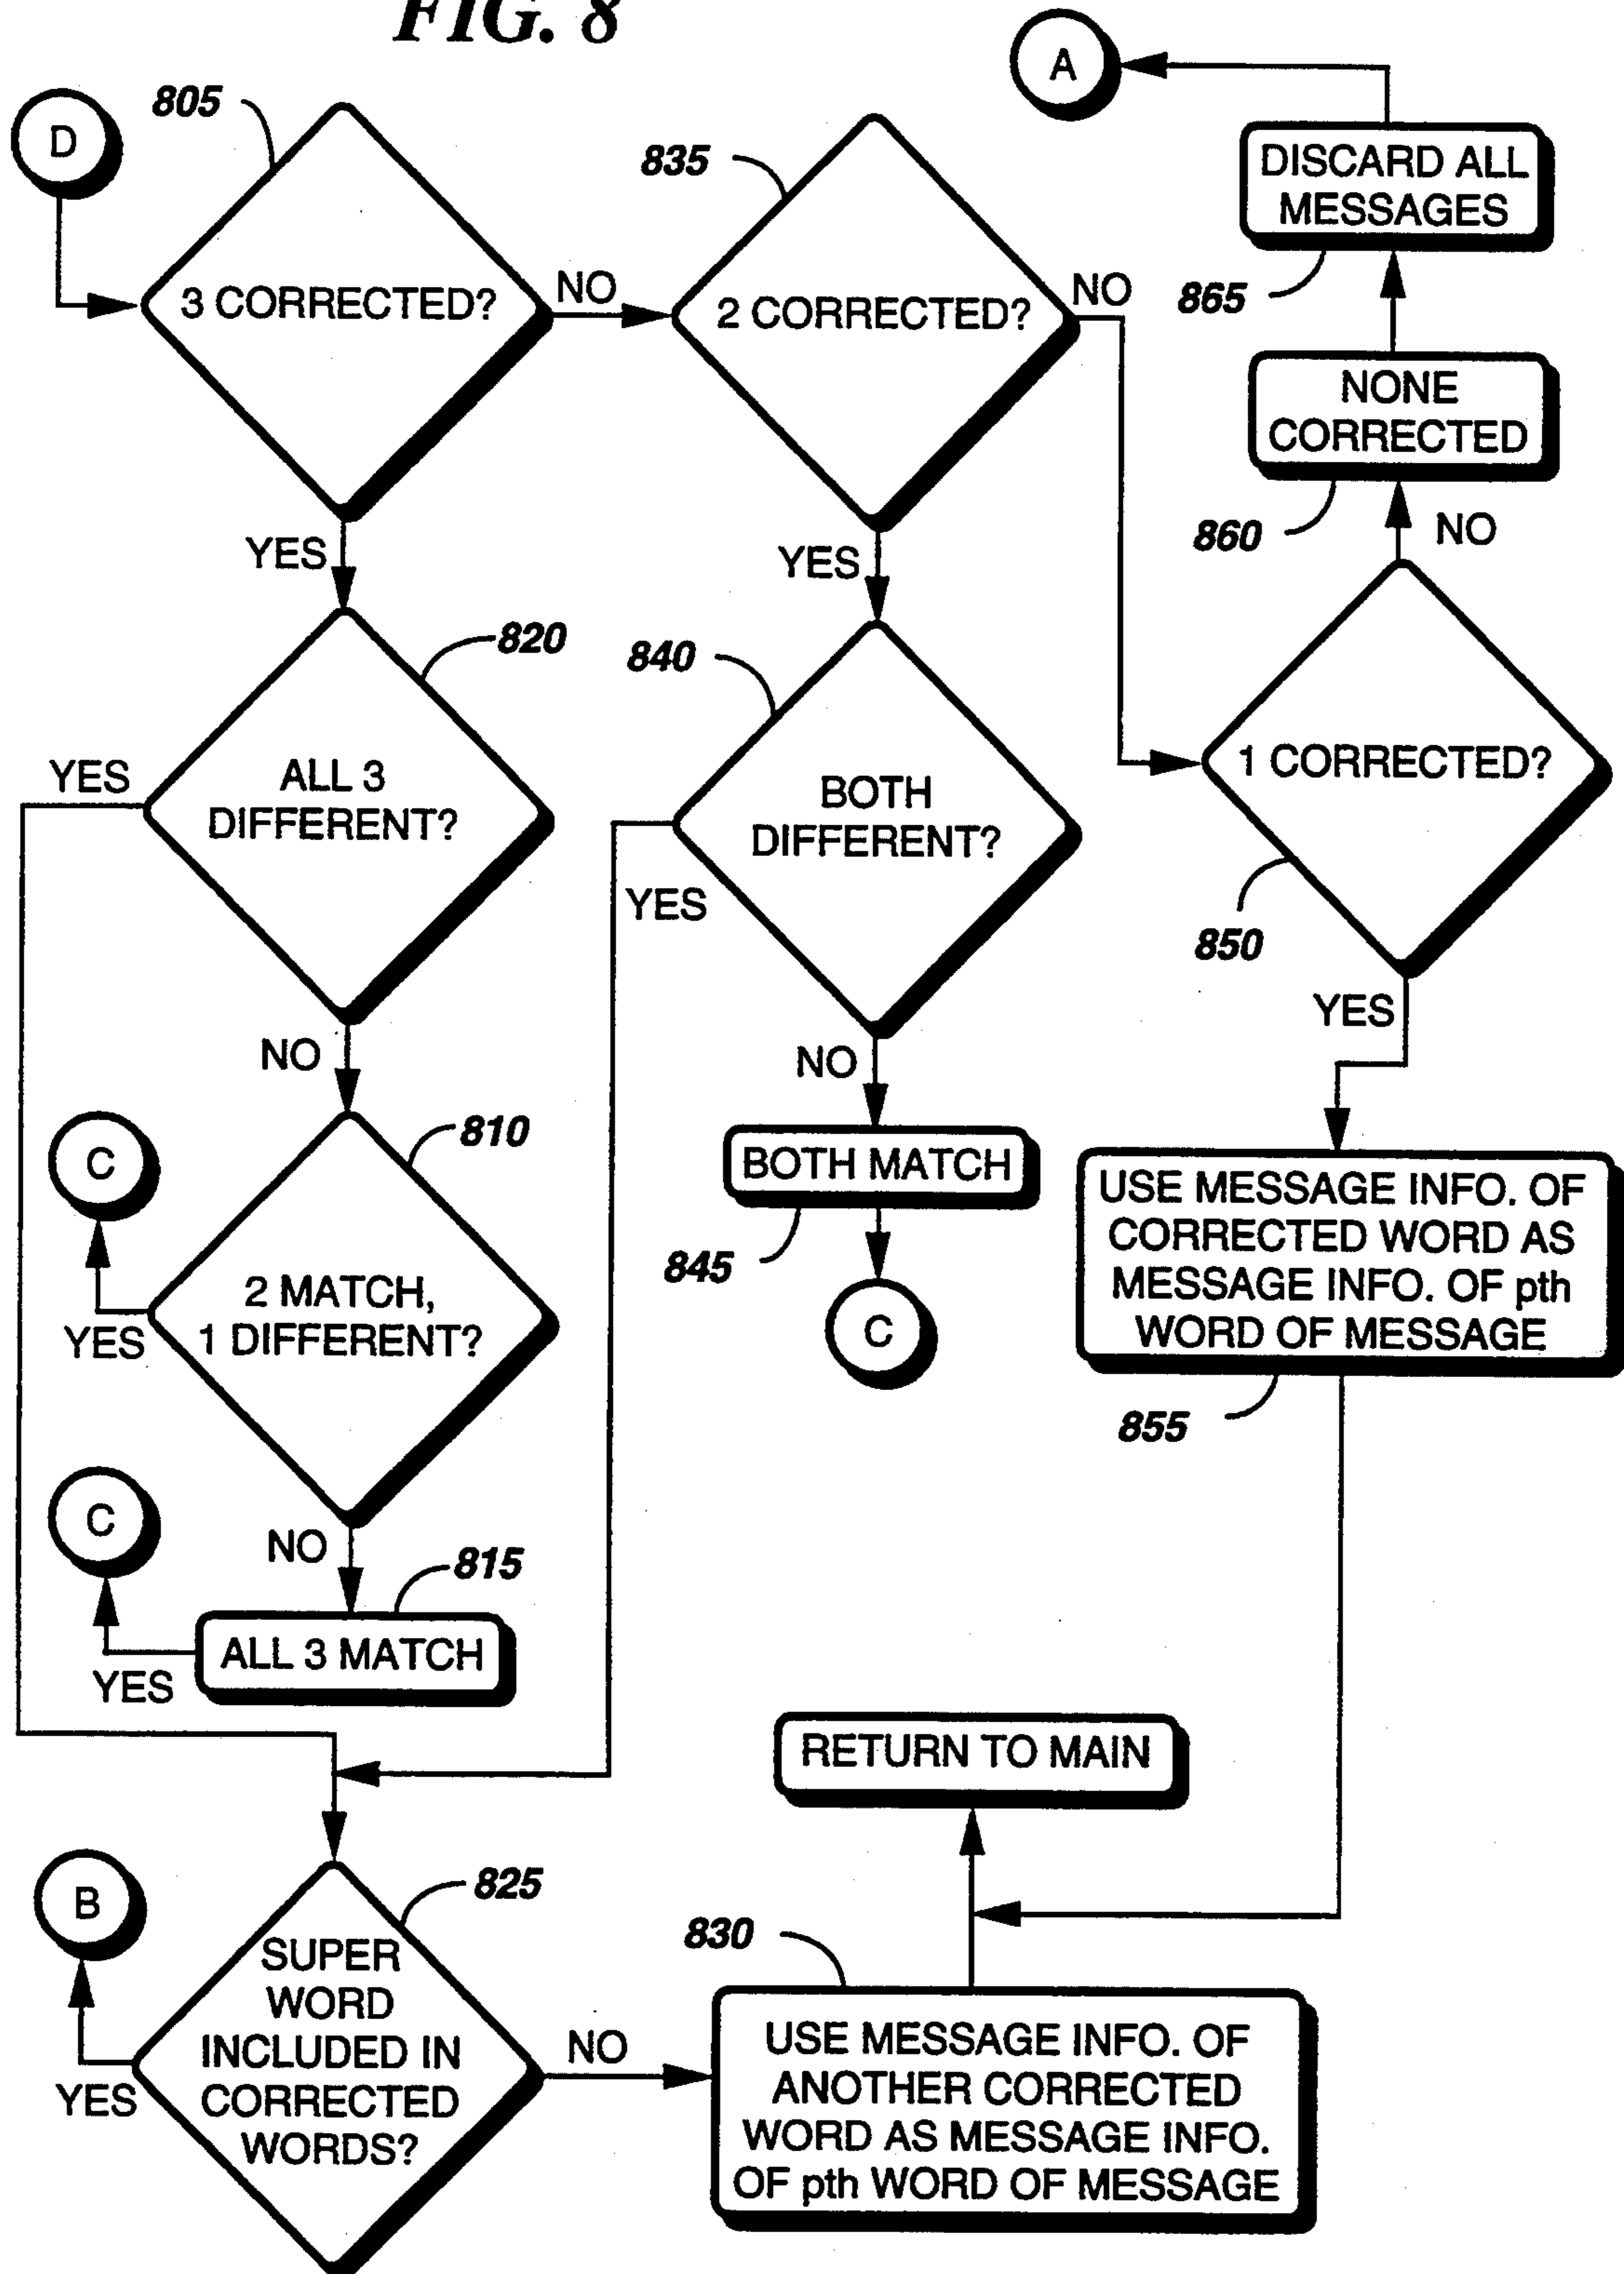 FIG. 8
A
D
805
835
DISCARD ALL
MESSAGES
865
3 CORRECTED?
NO
2 CORRECTED?
NO
NONE
CORRECTED
860
NO
YES
YES
820
840
1 CORRECTED?
850
YES
YES
ALL 3
DIFFERENT?
BOTH
DIFFERENT?
YES
NO
NO
C
810
BOTH MATCH
845
C
USE MESSAGE INFO. OF
CORRECTED WORD AS
MESSAGE INFO. OF pth
WORD OF MESSAGE
855
2 MATCH,
1 DIFFERENT?
YES
C
NO
815
ALL 3 MATCH
YES
RETURN TO MAIN
B
825
830
SUPER
WORD
INCLUDED IN
CORRECTED
WORDS?
YES
NO
USE MESSAGE INFO. OF
ANOTHER CORRECTED
WORD AS MESSAGE INFO.
OF pth WORD OF MESSAGE